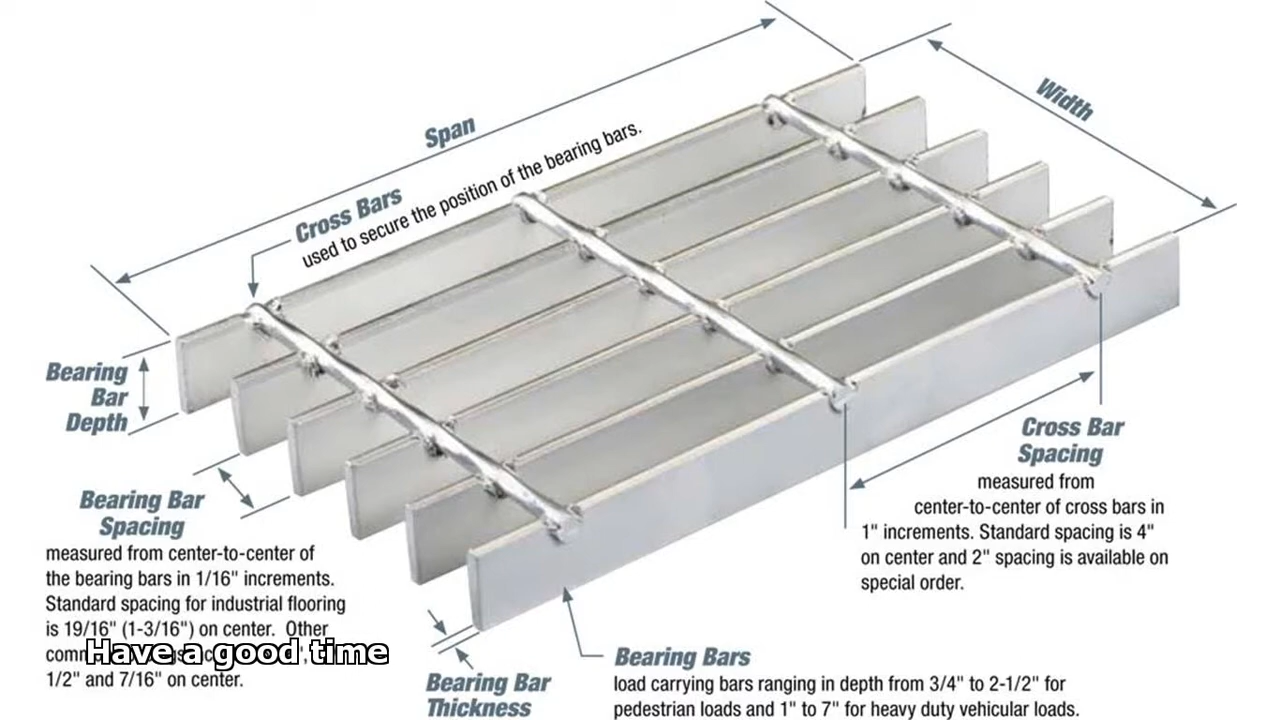 Span
Width
Cross Bars
used to secure the position of the bearing bars.
Bearing
Bar
Depth
Bearing Bar
Spacing
measured from center-to-center of
the bearing bars in 1/16" increments.
Standard spacing for industrial flooring
is 19/16" (1-3/16") on center. Other
Have a good time
1/2" and 7/16" on center.
Cross Bar
Spacing
measured from
center-to-center of cross bars in
1" increments. Standard spacing is 4"
on center and 2" spacing is available on
special order.
Bearing Bar
Thickness
Bearing Bars
load carrying bars ranging in depth from 3/4" to 2-1/2" for
pedestrian loads and 1" to 7" for heavy duty vehicular loads.